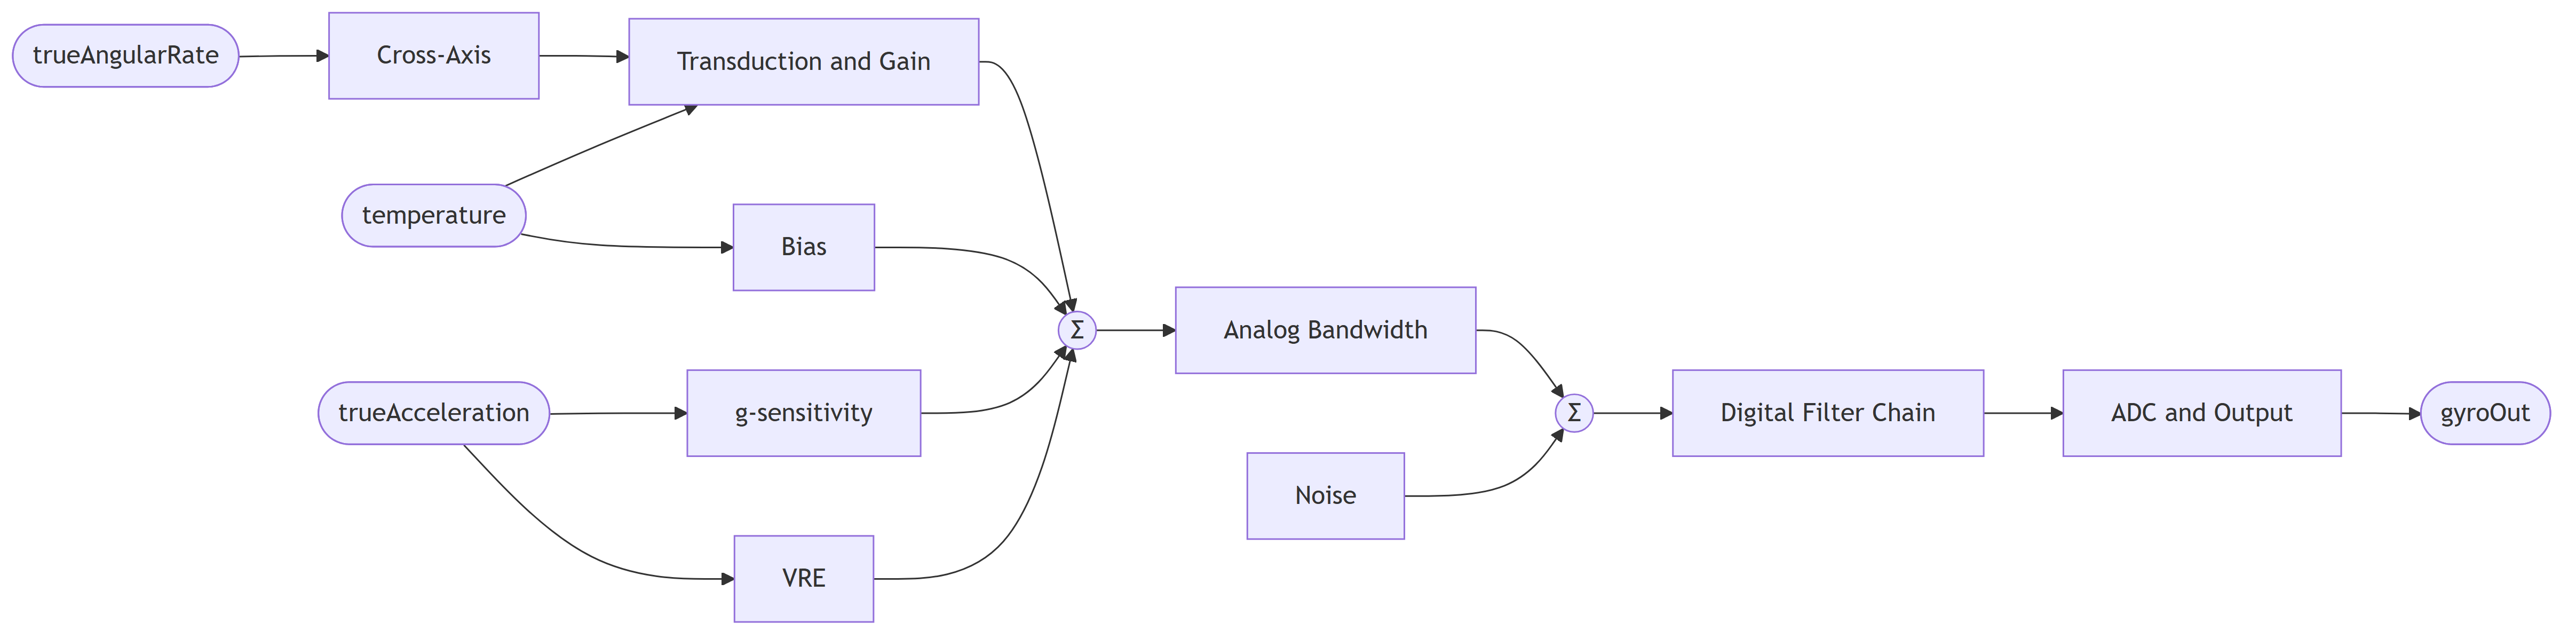 trueAngularRate
Cross-Axis
Transduction and Gain
temperature
Bias
Σ
Analog Bandwidth
trueAcceleration
g-sensitivity
Σ
Digital Filter Chain
ADC and Output
gyroOut
Noise
VRE